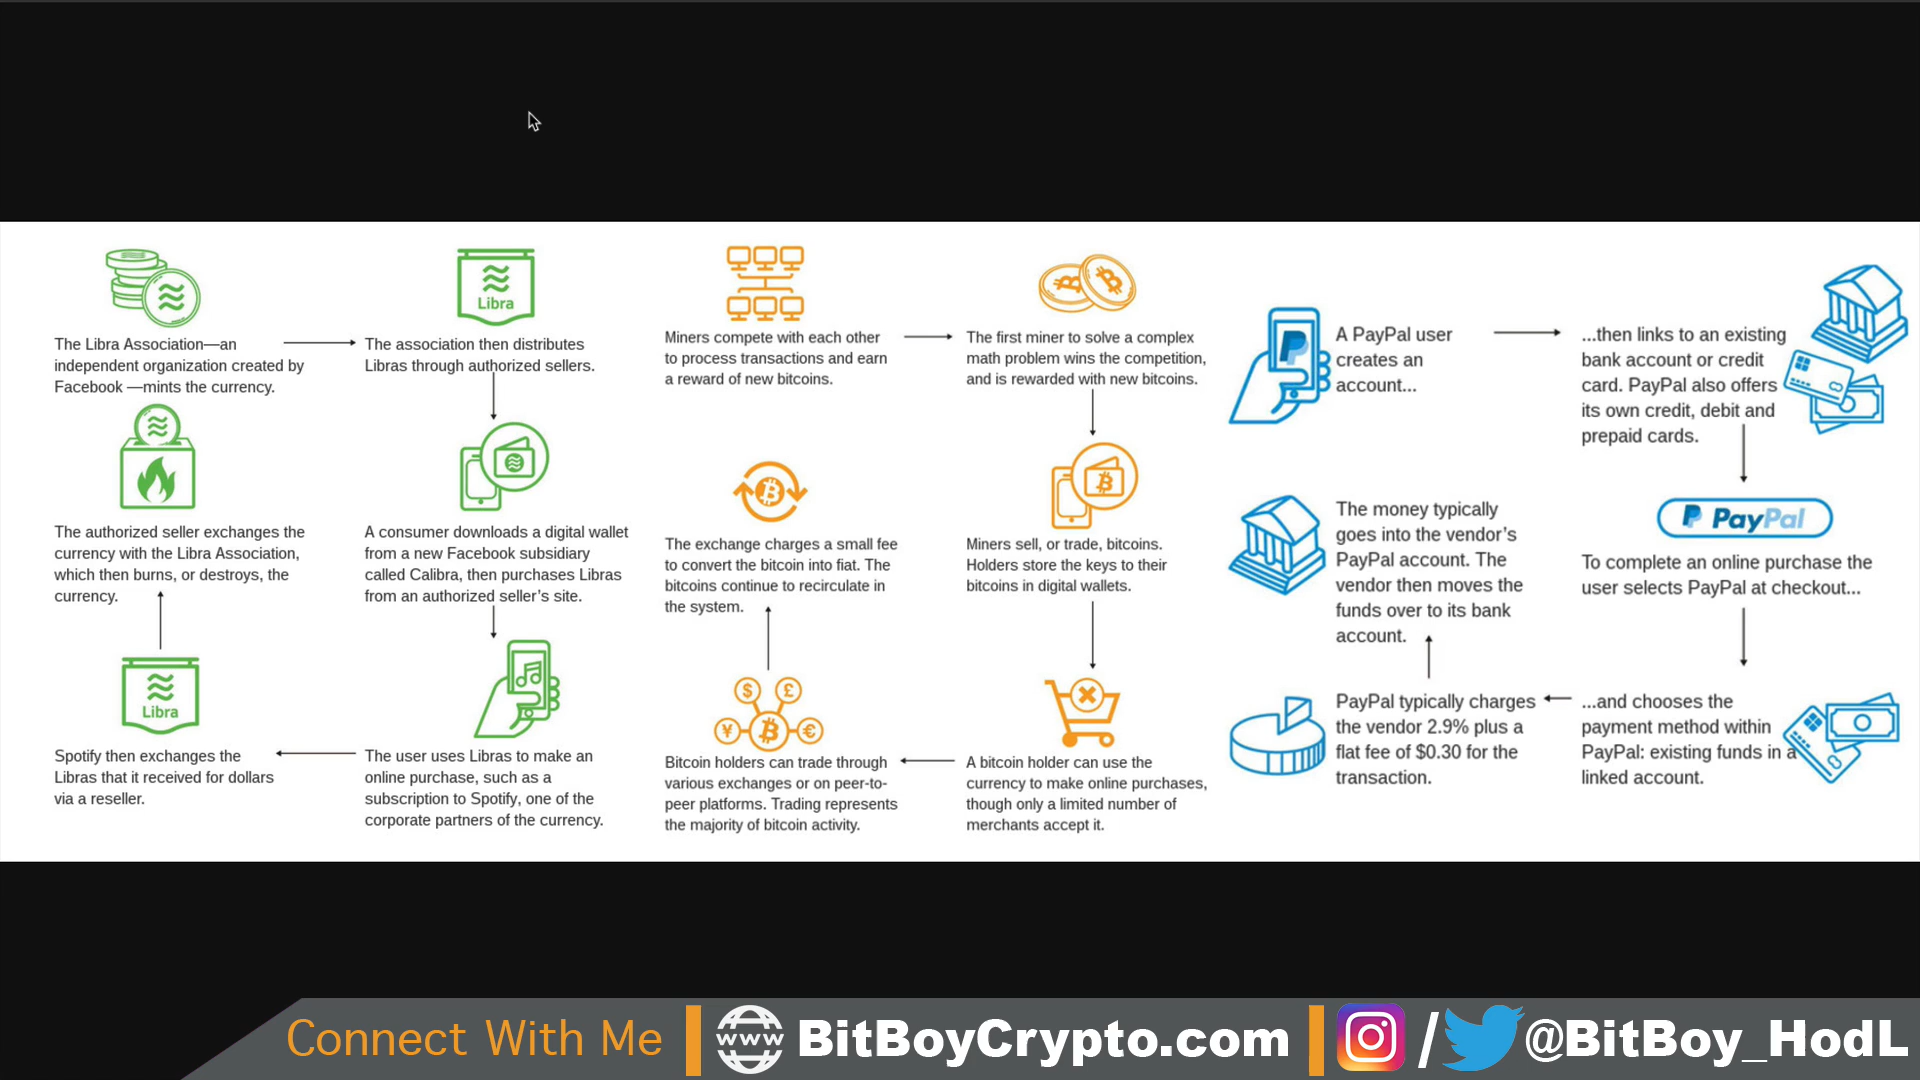 The Libra Association—an
independent organization created by
Facebook —mints the currency.
Libra
The association then distributes
Libras through authorized sellers.
A consumer downloads a digital wallet
from a new Facebook subsidiary
called Calibra, then purchases Libras
from an authorized seller's site.
The user uses Libras to make an
online purchase, such as a
subscription to Spotify, one of the
corporate partners of the currency.
Libra
Spotify then exchanges the
Libras that it received for dollars
via a reseller.
The authorized seller exchanges the
currency with the Libra Association,
which then burns, or destroys, the
currency.
Miners compete with each other
to process transactions and earn
a reward of new bitcoins.
The first miner to solve a complex
math problem wins the competition,
and is rewarded with new bitcoins.
Miners sell, or trade, bitcoins.
Holders store the keys to their
bitcoins in digital wallets.
A bitcoin holder can use the
currency to make online purchases,
though only a limited number of
merchants accept it.
$ £
¥ €
Bitcoin holders can trade through
various exchanges or on peer-to-
peer platforms. Trading represents
the majority of bitcoin activity.
The exchange charges a small fee
to convert the bitcoin into fiat. The
bitcoins continue to recirculate in
the system.
A PayPal user
creates an
account...
...then links to an existing
bank account or credit
card. PayPal also offers
its own credit, debit and
prepaid cards.
PayPal
To complete an online purchase the
user selects PayPal at checkout...
...and chooses the
payment method within
PayPal: existing funds in a
linked account.
PayPal typically charges
the vendor 2.9% plus a
flat fee of $0.30 for the
transaction.
The money typically
goes into the vendor's
PayPal account. The
vendor then moves the
funds over to its bank
account.
Connect With Me
www
BitBoyCrypto.com
/
@BitBoy_HodL